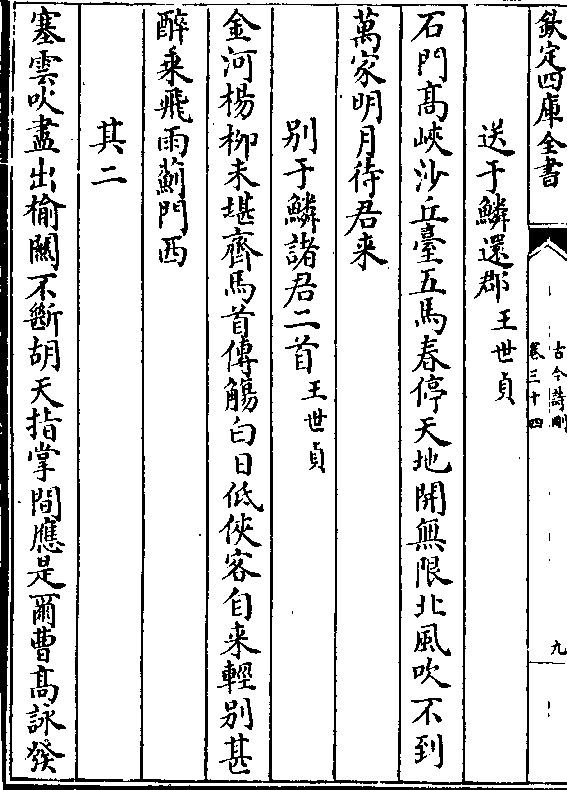 欽定四庫全書
古今詩刪
卷三十四
九
送于鱗還郡 王世貞
石門髙峽沙丘臺五馬春停天地開無限北風吹不到
萬家明月待君来
别于鱗諸君二首 王世貞
金河楊柳未堪齊馬首傳觴白日低俠客自来輕别甚
醉乗飛雨薊門西
其二
塞雲吹盡出榆闗不斷胡天指掌間應是爾曹髙詠發